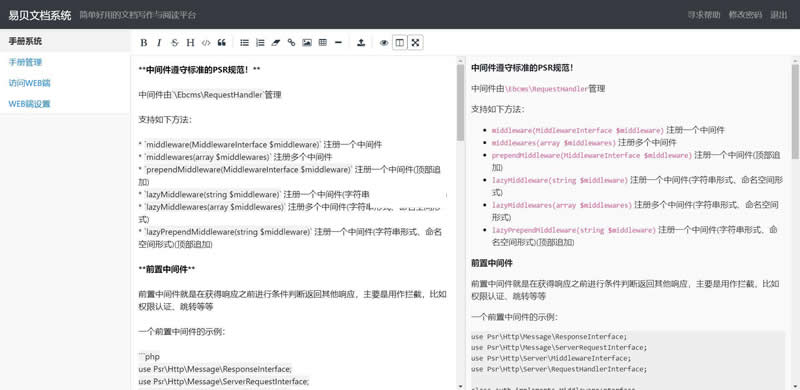 易贝文档系统 简单好用的文档写作与阅读平台 寻求帮助 修改密码 退出
手册系统
手册管理
访问WEB端
WEB端设置
B I S H
**中间件遵守标准的PSR规范！**
中间件由`\Ebcms\RequestHandler`管理
支持如下方法：
* `middleware(MiddlewareInterface $middleware)` 注册一个中间件
* `middlewares(array $middlewares)` 注册多个中间件
* `prependMiddleware(MiddlewareInterface $middleware)` 注册一个中间件(顶部追
加)
* `lazyMiddleware(string $middleware)` 注册一个中间件(字符串形式、命
* `lazyMiddlewares(array $middlewares)` 注册多个中间件(字符串形式、命名空间形
式)
* `lazyPrependMiddleware(string $middleware)` 注册一个中间件(字符串形式、命名
空间形式)(顶部追加)
**前置中间件**
前置中间件就是在获得响应之前进行条件判断返回其他响应，主要是用作拦截，比如
权限认证、跳转等等
一个前置中间件的示例：
```php
use Psr\Http\Message\ResponseInterface;
use Psr\Http\Message\ServerRequestInterface;
中间件遵守标准的PSR规范！
中间件由\Ebcms\RequestHandler管理
支持如下方法：
middleware(MiddlewareInterface $middleware) 注册一个中间件
middlewares(array $middlewares) 注册多个中间件
prependMiddleware(MiddlewareInterface $middleware) 注册一个中间件(顶部追
加)
lazyMiddleware(string $middleware) 注册一个中间件(字符串形式、命名空间形
式)
lazyMiddlewares(array $middlewares) 注册多个中间件(字符串形式、命名空间
形式)
lazyPrependMiddleware(string $middleware) 注册一个中间件(字符串形式、命
名空间形式)(顶部追加)
前置中间件
前置中间件就是在获得响应之前进行条件判断返回其他响应，主要是用作拦截，比如
权限认证、跳转等等
一个前置中间件的示例：
use Psr\Http\Message\ResponseInterface;
use Psr\Http\Message\ServerRequestInterface;
use Psr\Http\Server\MiddlewareInterface;
use Psr\Http\Server\RequestHandlerInterface;